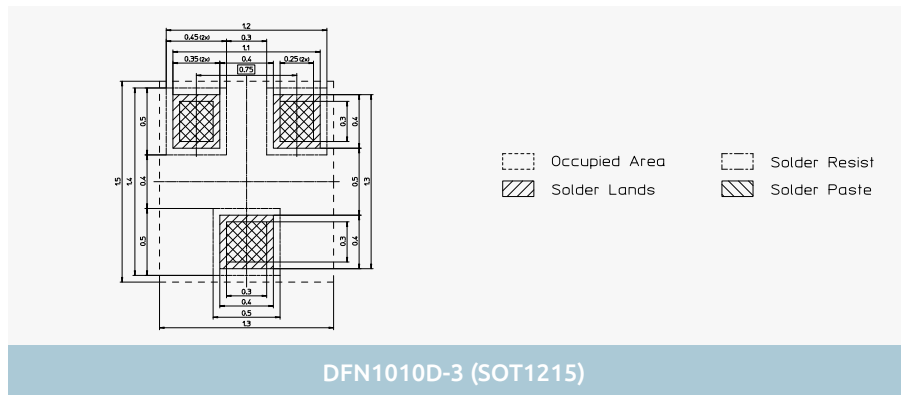 1.2
0.45 (2x) 0.3
1.1
0.35 (2x) 0.4 0.25 (2x)
0.75
0.5 0.3 0.4
1.5 1.4 0.4 0.5 1.3
0.5 0.3 0.4
0.3
0.4
0.5
1.3
Occupied Area Solder Resist
Solder Lands Solder Paste
DFN1010D-3 (SOT1215)